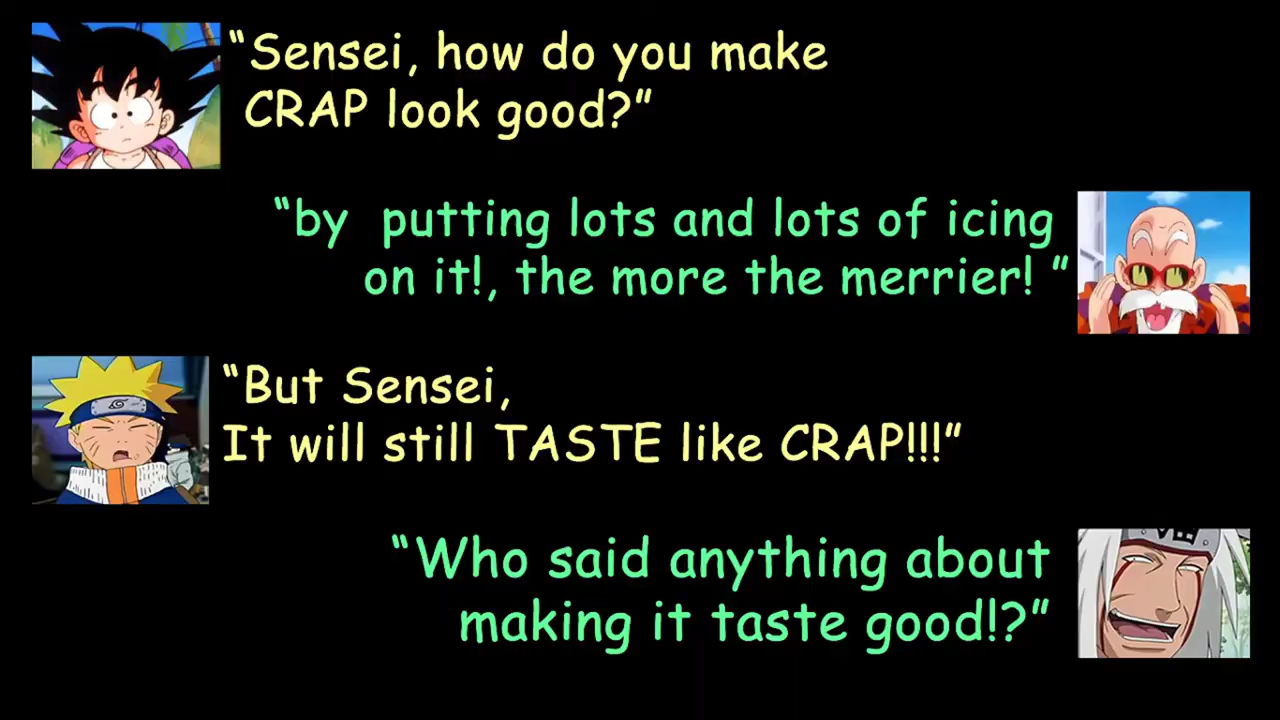 “Sensei, how do you make
CRAP look good?”
“by putting lots and lots of icing
on it!, the more the merrier! ”
“But Sensei,
It will still TASTE like CRAP!!!”
“Who said anything about
making it taste good!?”